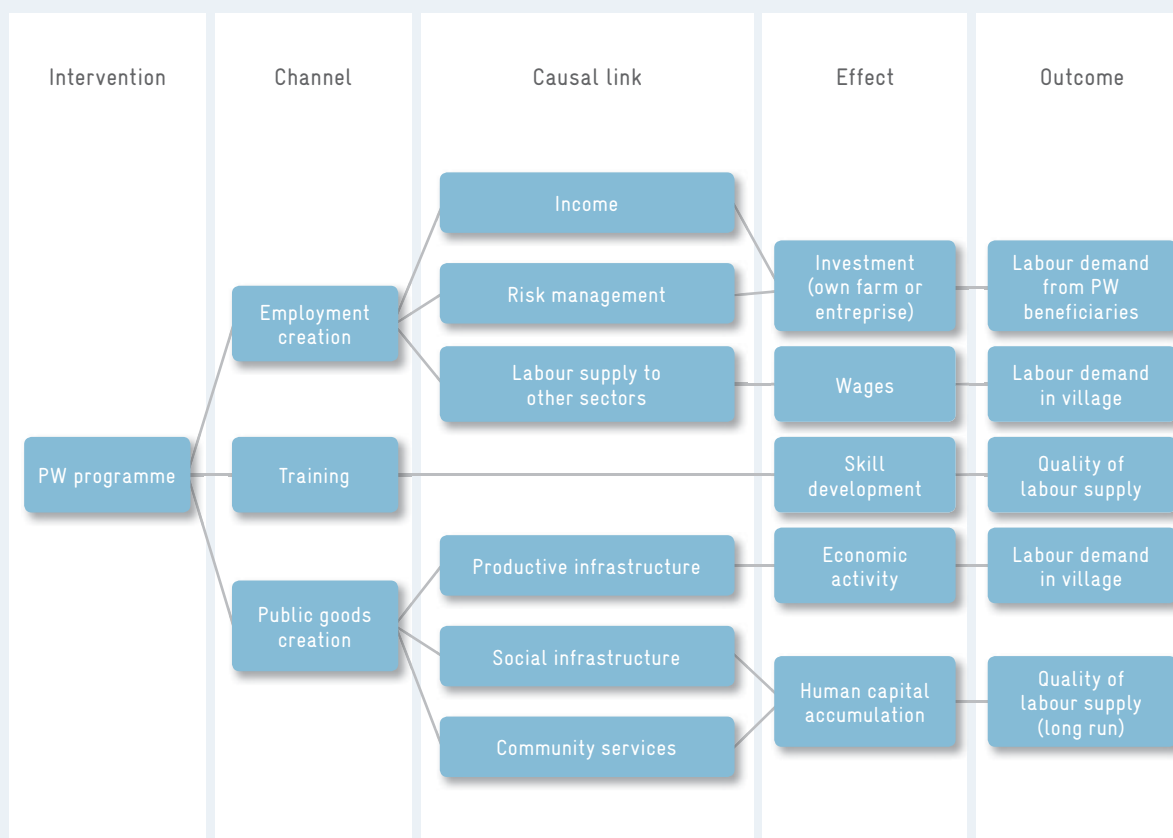 Intervention
Channel
Causal link
Effect
Outcome
PW programme
Employment
creation
Training
Public goods
creation
Income
Risk management
Labour supply to
other sectors
Productive infrastructure
Social infrastructure
Community services
Investment
(own farm or
entreprise)
Wages
Skill
development
Economic
activity
Human capital
accumulation
Labour demand
from PW
beneficiaries
Labour demand
in village
Quality of
labour supply
Labour demand
in village
Quality of
labour supply
(long run)